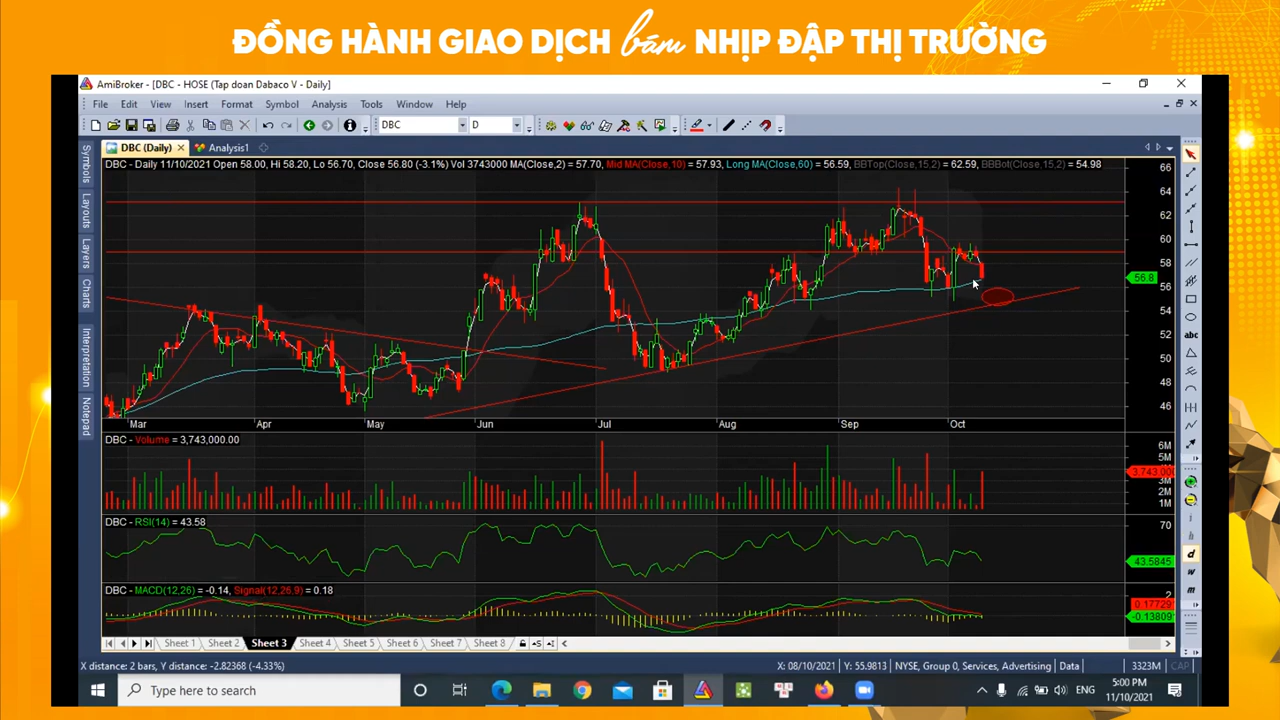 ĐỒNG HÀNH GIAO DỊCH bám NHỊP ĐẬP THỊ TRƯỜNG
AmiBroker - [DBC - HOSE (Tap doan Dabaco V - Daily]
File Edit View Insert Format Symbol Analysis Tools Window Help
DBC D
DBC (Daily) Analysis1
DBC - Daily 11/10/2021 Open 58.00, Hi 58.20, Lo 56.70, Close 56.80 (-3.1%) Vol 3743000 MA(Close,2) = 57.70, Mid MA(Close,10) = 57.93, Long MA(Close,60) = 56.59, BBTop(Close,15,2) = 62.59, BBBot(Close,15,2) = 54.98
Symbols
Layouts
Layers
Charts
Interpretation
Notepad
66
64
62
60
58
56.8
56
54
52
50
48
46
abc
Mar Apr May Jun Jul Aug Sep Oct
DBC - Volume = 3,743,000.00
6M
5M
3,743,000
3M
2M
1M
DBC - RSI(14) = 43.58
70
43.5845
d
w
m
DBC - MACD(12,26) = -0.14, Signal(12,26,9) = 0.18
2
0.17729
-0.13809
Sheet 1 Sheet 2 Sheet 3 Sheet 4 Sheet 5 Sheet 6 Sheet 7 Sheet 8
X distance: 2 bars, Y distance: -2.82368 (-4.33%) X: 08/10/2021 Y: 55.9813 NYSE, Group 0, Services, Advertising Data 3323M CAP
Type here to search
ENG
5:00 PM
11/10/2021